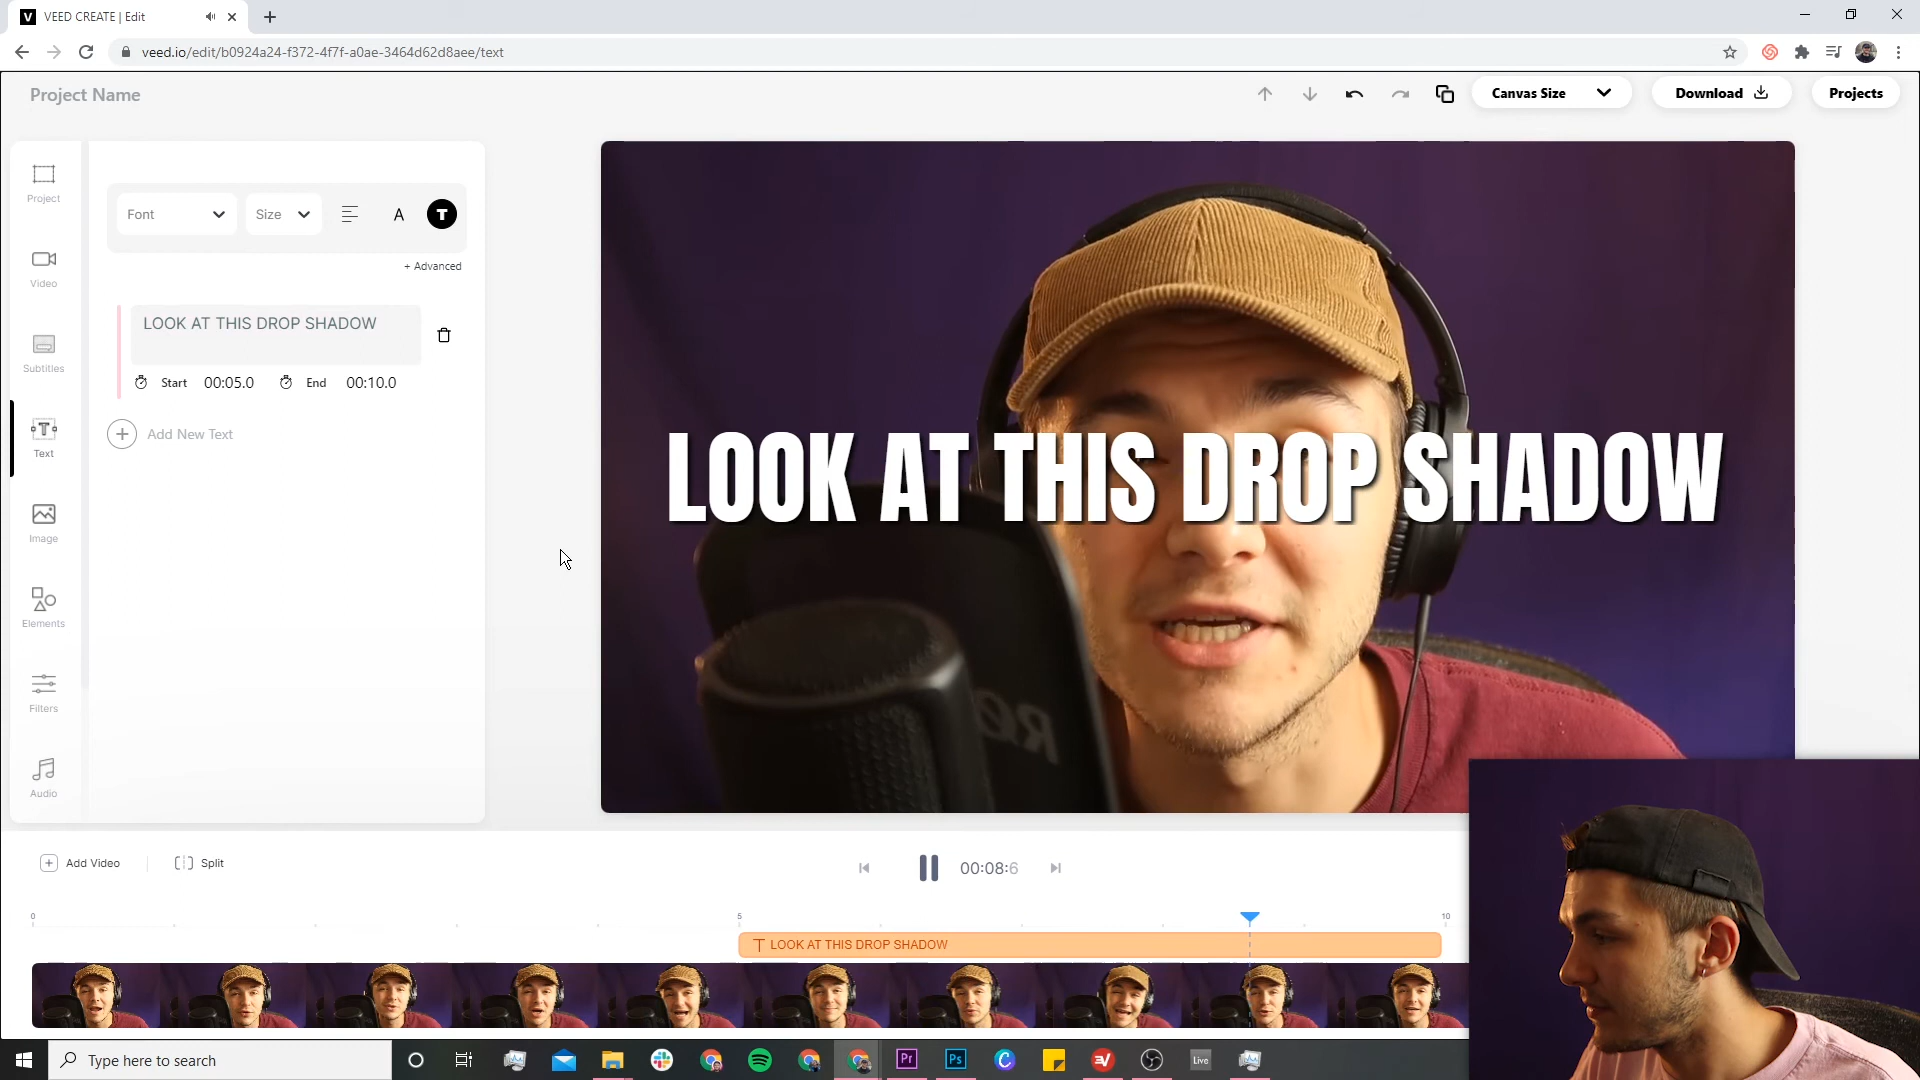 VEED CREATE | Edit
veed.io/edit/b0924a24-f372-4f7f-a0ae-3464d62d8aee/text
Project Name
Canvas Size
Download
Projects
Project
Video
Subtitles
Text
Image
Elements
Filters
Audio
Font
Size
A
T
+ Advanced
LOOK AT THIS DROP SHADOW
Start 00:05.0 End 00:10.0
Add New Text
LOOK AT THIS DROP SHADOW
Add Video
Split
00:08:6
0
5
10
T LOOK AT THIS DROP SHADOW
Type here to search
Pr
Ps
Live